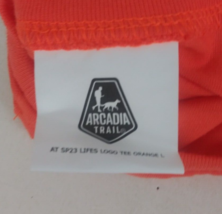 ARCADIA
TRAIL
AT SP23 LIFES LOGO TEE ORANGE L